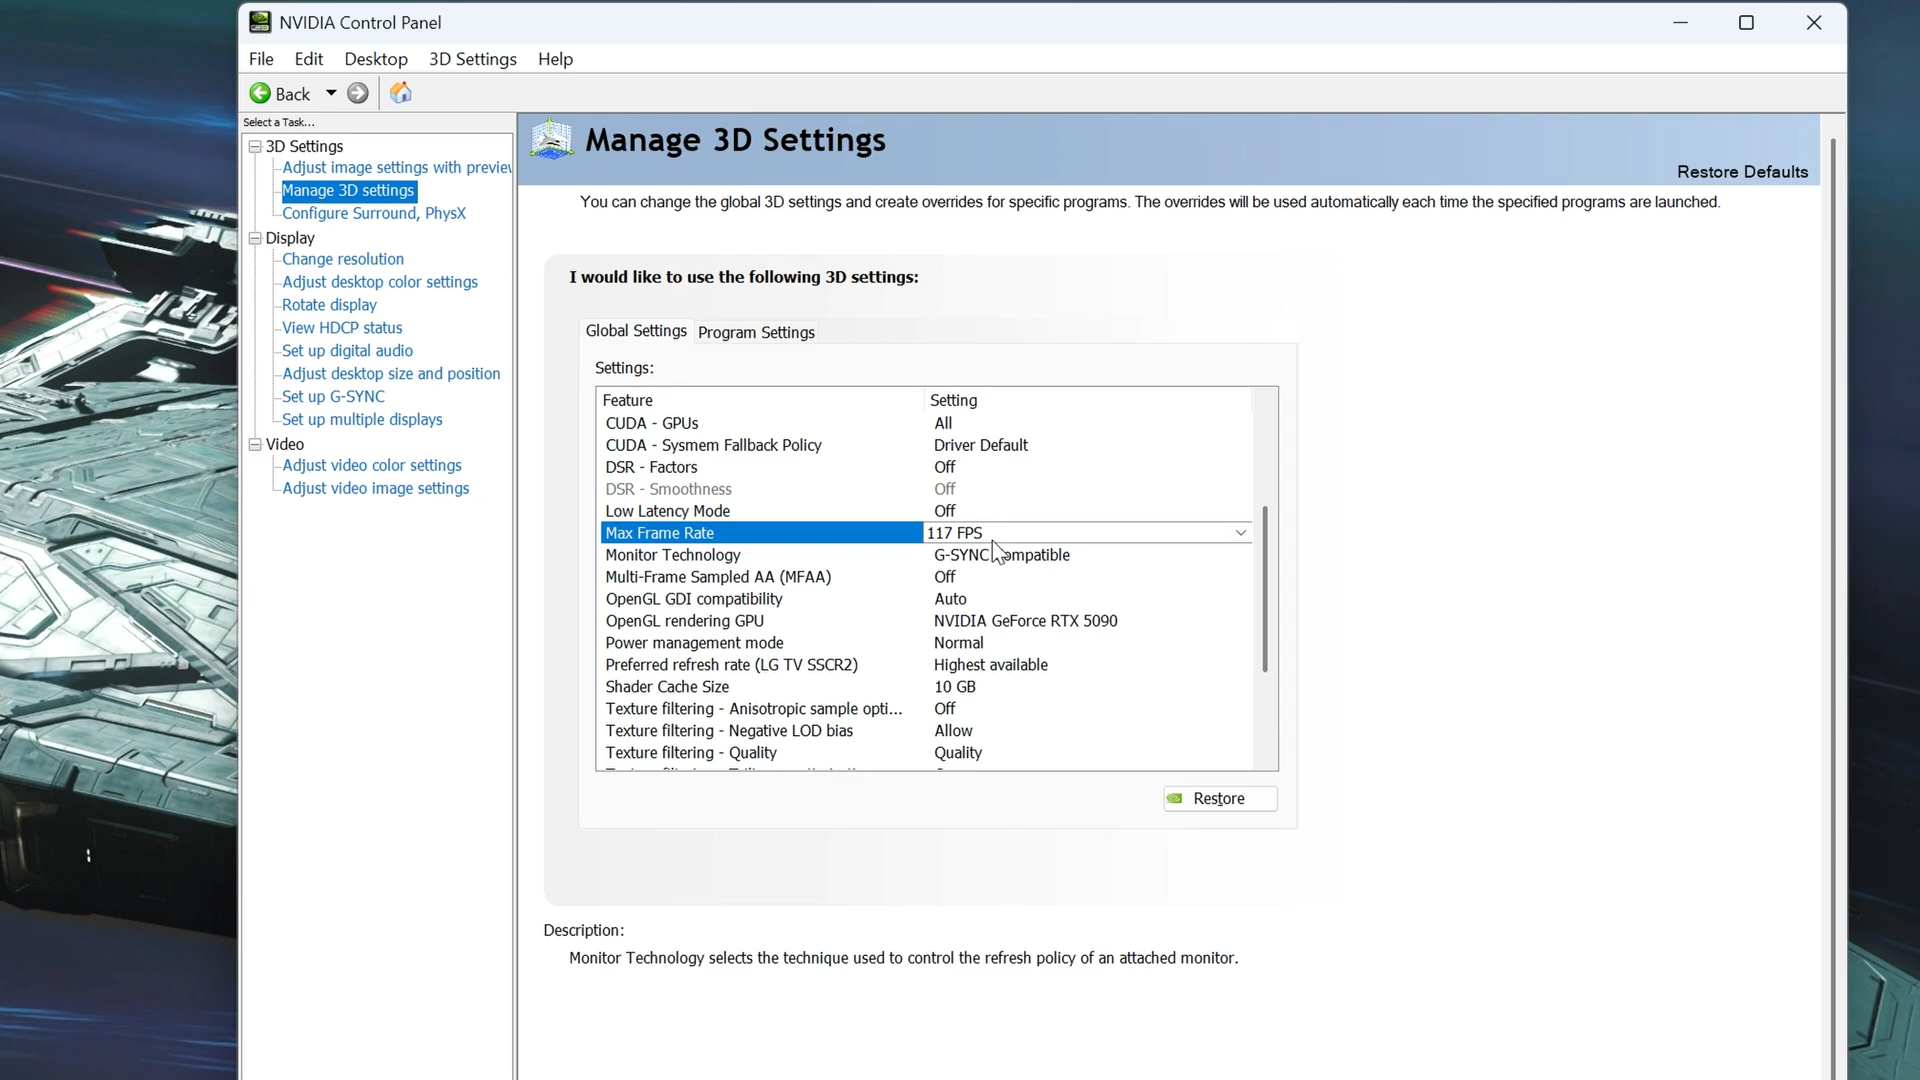 NVIDIA Control Panel
File Edit Desktop 3D Settings Help
Back
Select a Task...
3D Settings
Adjust image settings with preview
Manage 3D settings
Configure Surround, PhysX
Display
Change resolution
Adjust desktop color settings
Rotate display
View HDCP status
Set up digital audio
Adjust desktop size and position
Set up G-SYNC
Set up multiple displays
Video
Adjust video color settings
Adjust video image settings
Manage 3D Settings
Restore Defaults
You can change the global 3D settings and create overrides for specific programs. The overrides will be used automatically each time the specified programs are launched.
I would like to use the following 3D settings:
Global Settings Program Settings
Settings:
Feature Setting
CUDA - GPUs All
CUDA - Sysmem Fallback Policy Driver Default
DSR - Factors Off
DSR - Smoothness Off
Low Latency Mode Off
Max Frame Rate 117 FPS
Monitor Technology G-SYNC Compatible
Multi-Frame Sampled AA (MFAA) Off
OpenGL GDI compatibility Auto
OpenGL rendering GPU NVIDIA GeForce RTX 5090
Power management mode Normal
Preferred refresh rate (LG TV SSCR2) Highest available
Shader Cache Size 10 GB
Texture filtering - Anisotropic sample opti... Off
Texture filtering - Negative LOD bias Allow
Texture filtering - Quality Quality
Restore
Description:
Monitor Technology selects the technique used to control the refresh policy of an attached monitor.